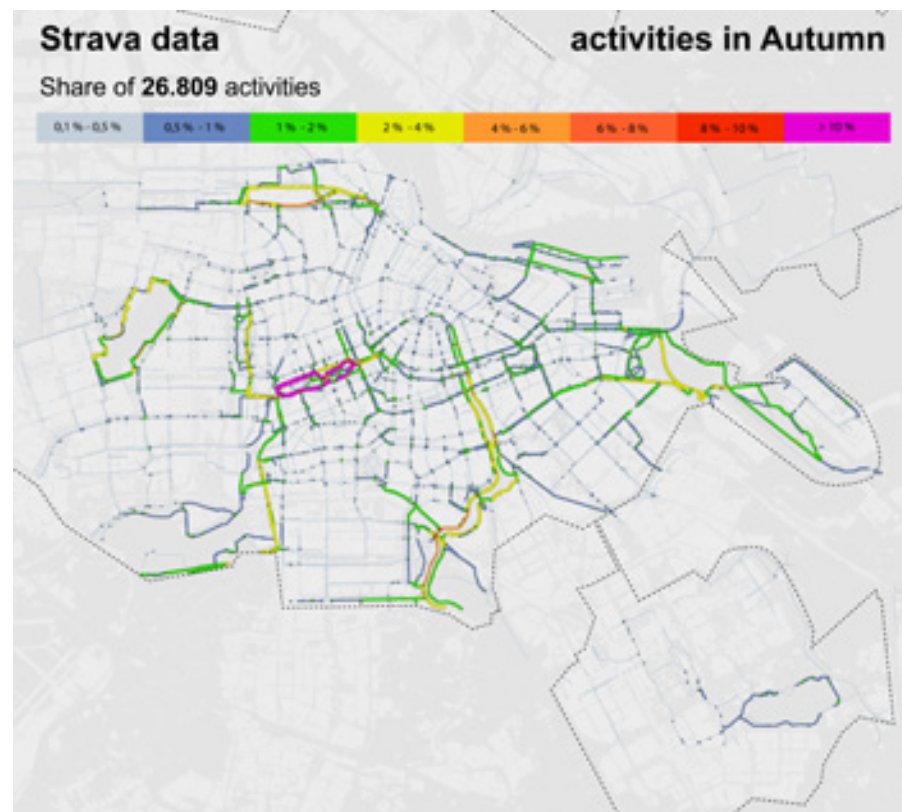 Strava data
activities in Autumn
Share of 26.809 activities
0,1 % - 0,5 %
0,5 % - 1 %
1 % - 2 %
2 % - 4 %
4 % - 6 %
6 % - 8 %
8 % - 10 %
> 10 %